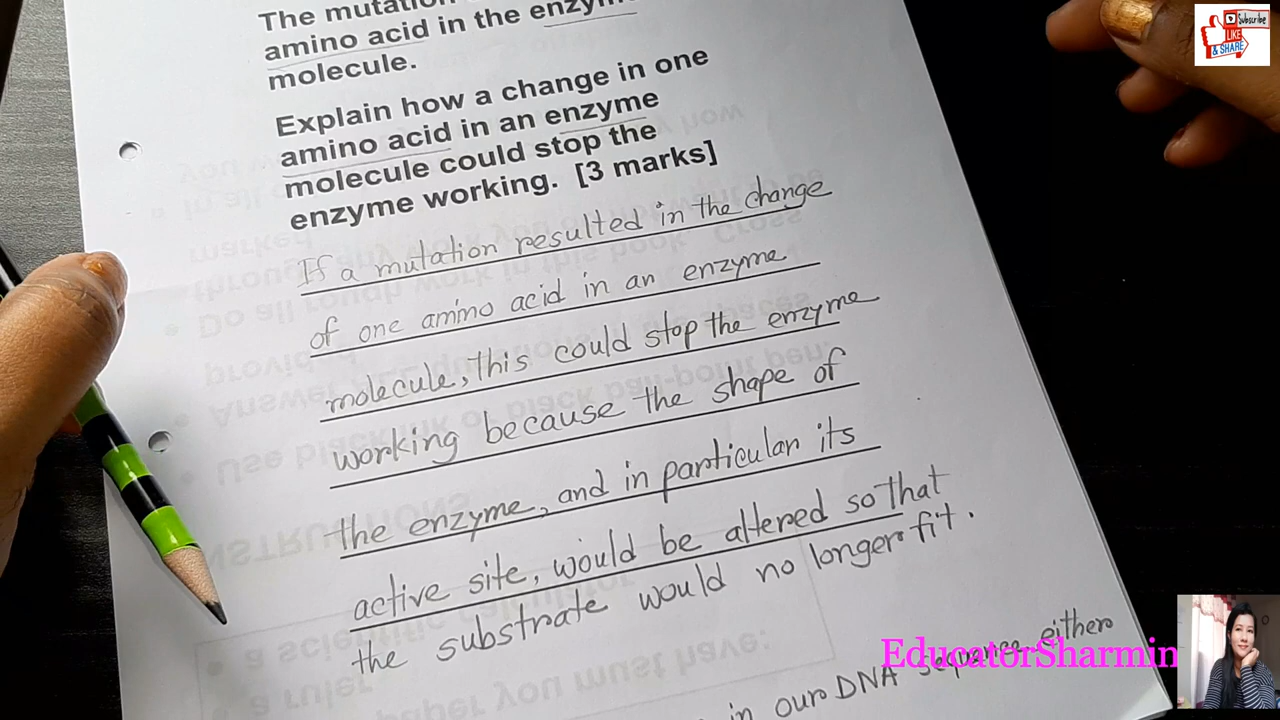 The mutation
amino acid in the enzyme
molecule.
Explain how a change in one
amino acid in an enzyme
molecule could stop the
enzyme working. [3 marks]
If a mutation resulted in the change
of one amino acid in an enzyme
molecule, this could stop the enzyme
working because the shape of
the enzyme, and in particular its
active site, would be altered so that
the substrate would no longer fit.
in our DNA sequence either
EducatorSharmin
Subscribe
LIKE
& SHARE